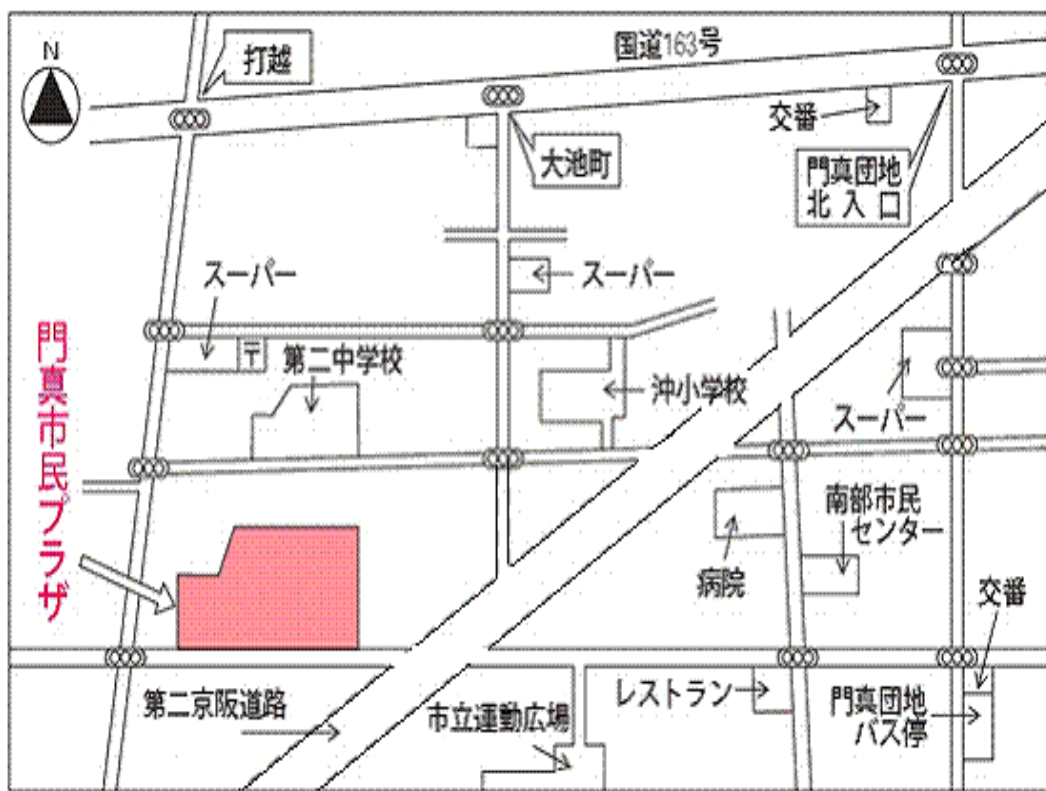 N
打越
国道163号
交番
大池町
門真団地
北入口
スーパー
スーパー
〒
第二中学校
沖小学校
スーパー
門真市民プラザ
南部市民
センター
病院
交番
第二京阪道路
市立運動広場
レストラン
門真団地
バス停